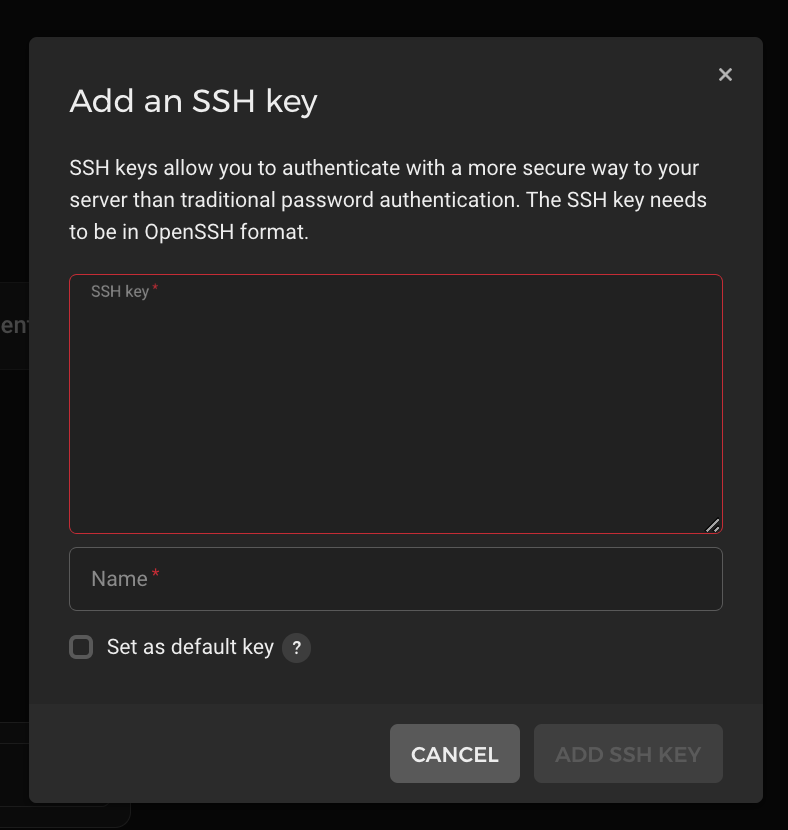 Add an SSH key
SSH keys allow you to authenticate with a more secure way to your
server than traditional password authentication. The SSH key needs
to be in OpenSSH format.
SSH key *
Name *
Set as default key ?
CANCEL
ADD SSH KEY